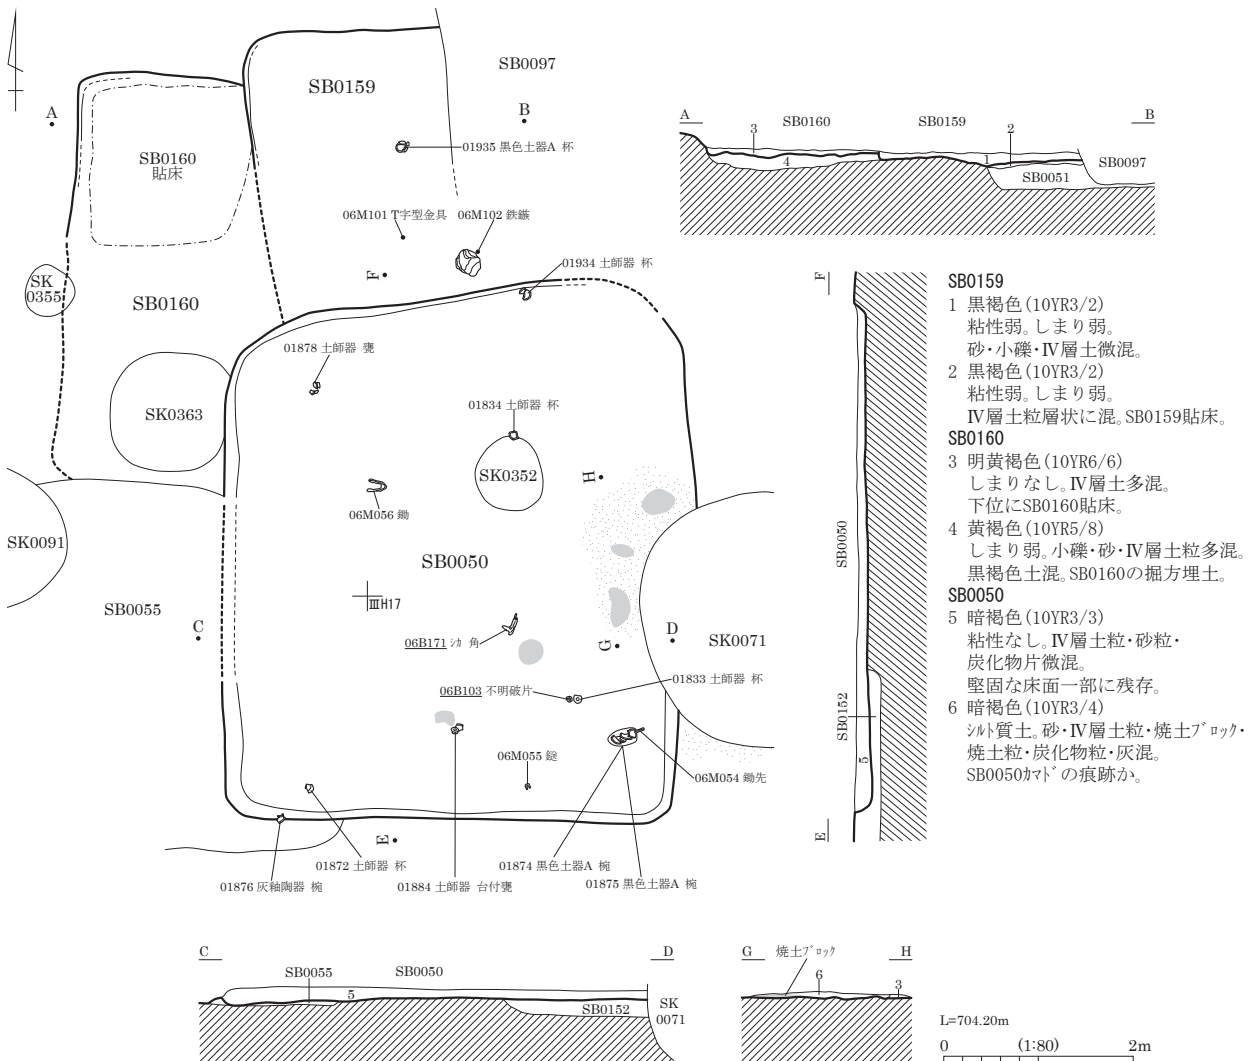 SB0159
SB0097
A
B
SB0160
貼床
01935 黒色土器A 杯
06M101 T字型金具
06M102 鉄鏃
F
01934 土師器 杯
SK
0355
SB0160
01878 土師器 甕
SK0363
01834 土師器 杯
SK0352
H
06M056 鋤
SK0091
SB0050
ⅢH17
SB0055
C
06B171 シカ 角
G
D
SK0071
06B103 不明破片
01833 土師器 杯
06M055 鎹
06M054 鋤先
E
01872 土師器 杯
01874 黒色土器A 椀
01876 灰釉陶器 椀
01884 土師器 台付甕
01875 黒色土器A 椀
A
SB0160
SB0159
B
3
2
4
1
SB0097
SB0051
F
SB0050
SB0152
5
E
SB0159
1 黒褐色(10YR3/2)
粘性弱。しまり弱。
砂・小礫・Ⅳ層土微混。
2 黒褐色(10YR3/2)
粘性弱。しまり弱。
Ⅳ層土粒層状に混。SB0159貼床。
SB0160
3 明黄褐色(10YR6/6)
しまりなし。Ⅳ層土多混。
下位にSB0160貼床。
4 黄褐色(10YR5/8)
しまり弱。小礫・砂・Ⅳ層土粒多混。
黒褐色土混。SB0160の掘方埋土。
SB0050
5 暗褐色(10YR3/3)
粘性なし。Ⅳ層土粒・砂粒・
炭化物片微混。
堅固な床面一部に残存。
6 暗褐色(10YR3/4)
シルト質土。砂・Ⅳ層土粒・焼土ブロック・
焼土粒・炭化物粒・灰混。
SB0050カマドの痕跡か。
C
D
SB0055
SB0050
5
SB0152
SK
0071
G
焼土ブロック
H
6
3
L=704.20m
0 (1:80) 2m